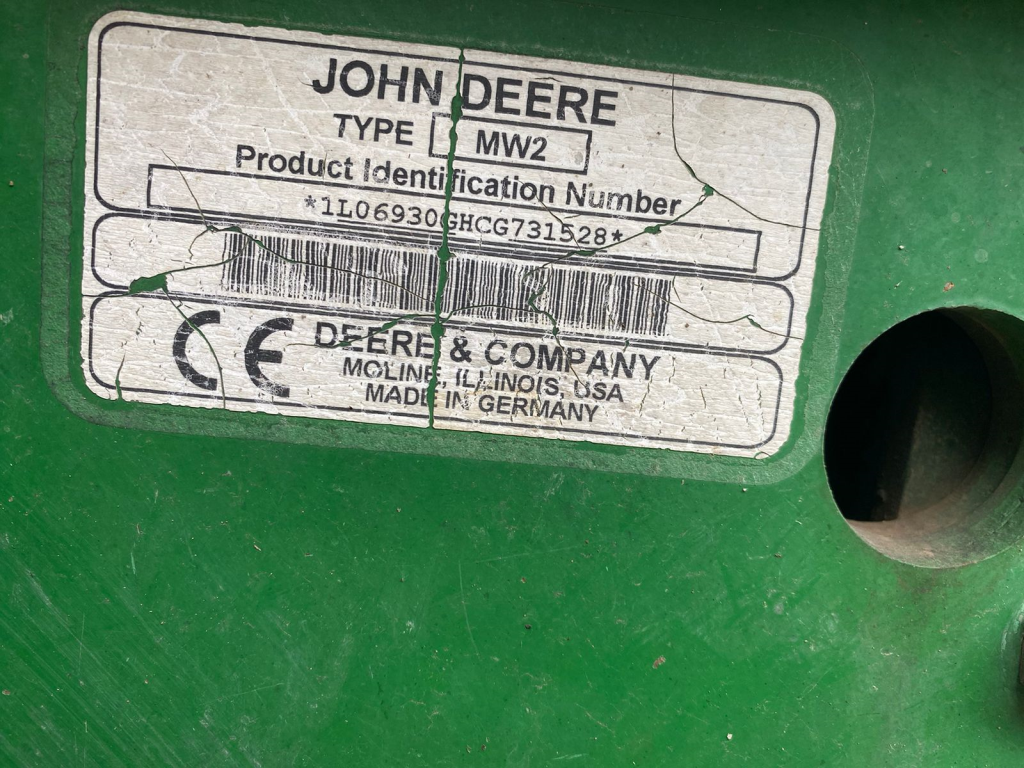 JOHN DEERE
TYPE MW2
Product Identification Number
*1L06930GHCG731528*
CE DEERE & COMPANY
MOLINE, ILLINOIS, USA
MADE IN GERMANY